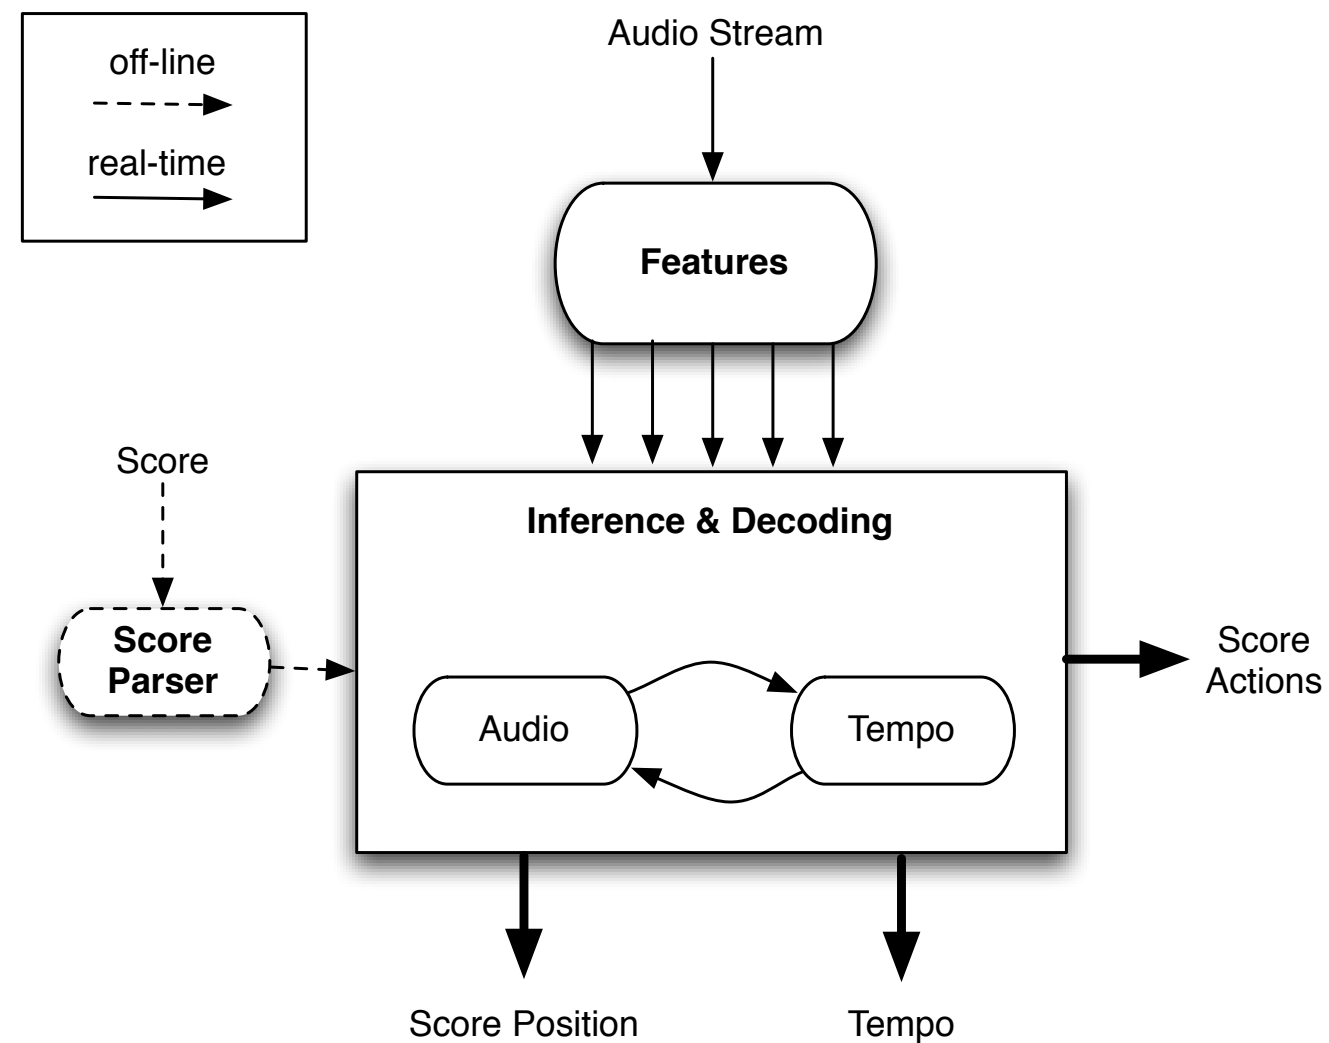 off-line
real-time
Audio Stream
Features
Score
Inference & Decoding
Score
Parser
Audio
Tempo
Score
Actions
Score Position
Tempo